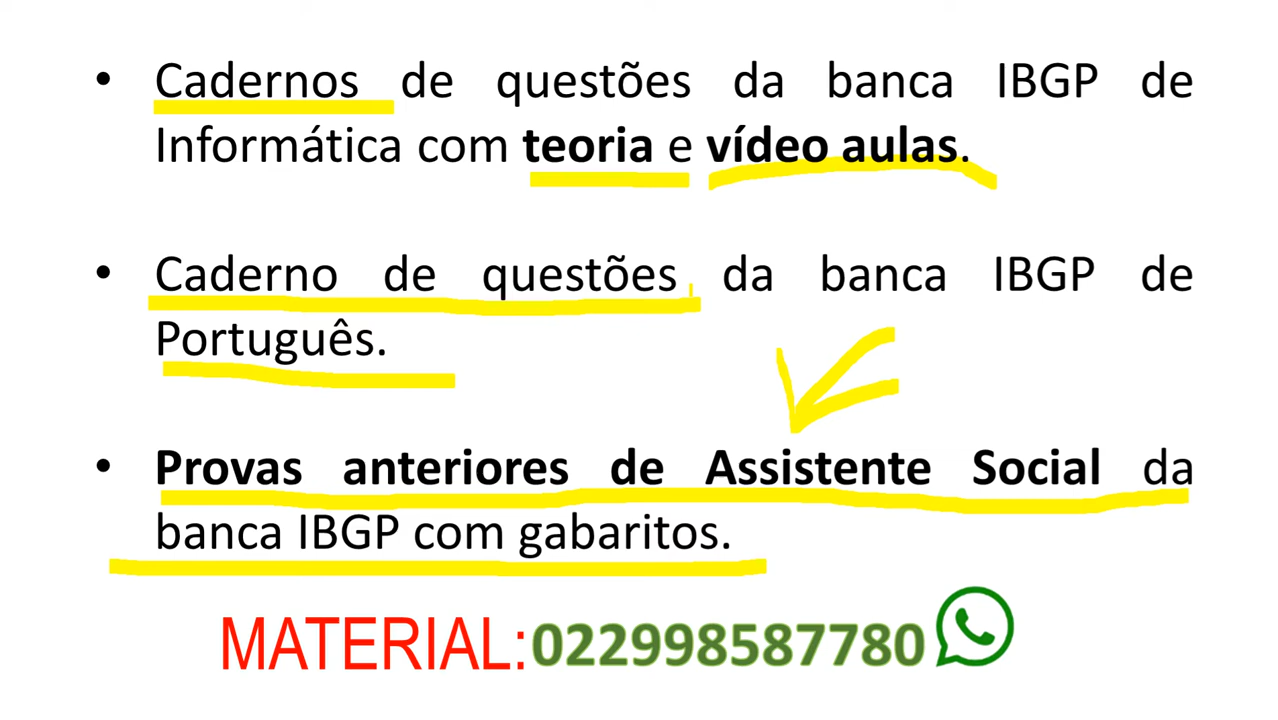 • Cadernos de questões da banca IBGP de
Informática com teoria e vídeo aulas.
• Caderno de questões da banca IBGP de
Português.
• Provas anteriores de Assistente Social da
banca IBGP com gabaritos.
MATERIAL:022998587780